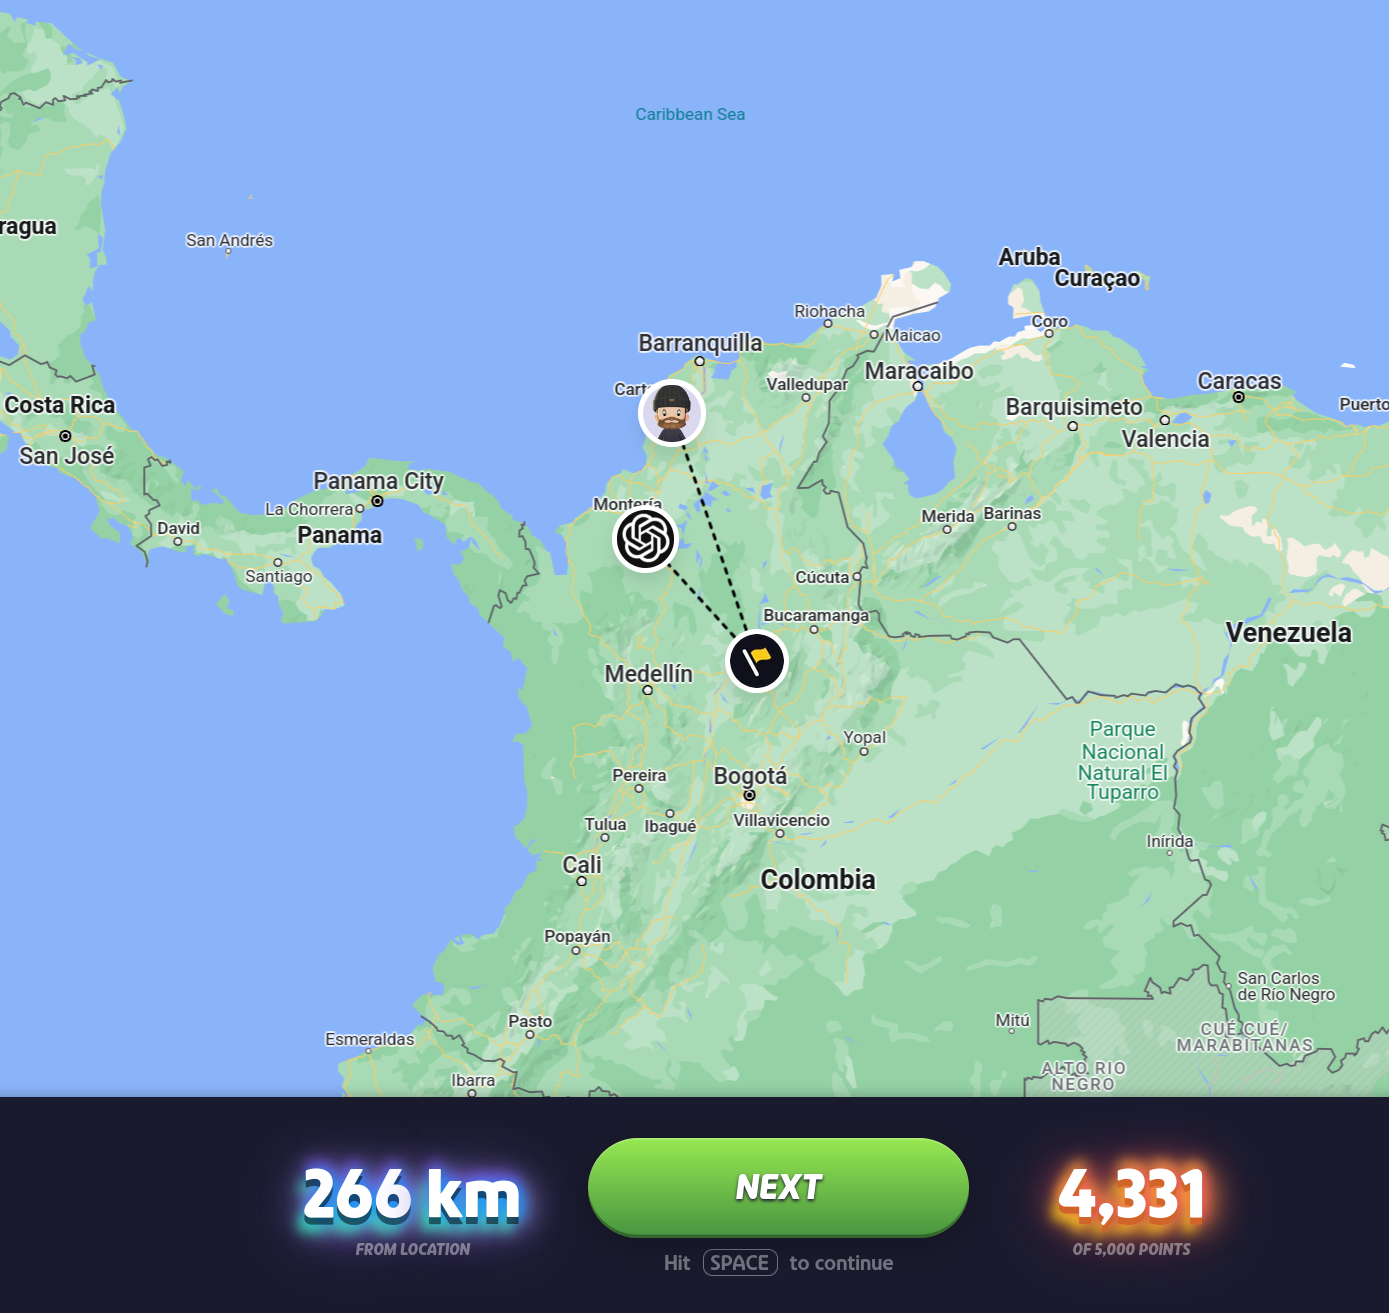 Caribbean Sea
ragua
San Andrés
Aruba
Curaçao
Riohacha
Coro
Maicao
Barranquilla
Maracaibo
Caracas
Valledupar
Costa Rica
Barquisimeto
Puerto
Valencia
San José
Panama City
La Chorrera
Montería
Merida
Barinas
David
Panama
Santiago
Cúcuta
Bucaramanga
Venezuela
Medellín
Parque
Nacional
Natural El
Tuparro
Yopal
Pereira
Bogotá
Tulua
Ibagué
Villavicencio
Inírida
Cali
Colombia
Popayán
San Carlos
de Río Negro
Pasto
Mitú
CUÉ CUÉ/
MARABITANAS
Esmeraldas
ALTO RIO
NEGRO
Ibarra
266 km
FROM LOCATION
NEXT
Hit SPACE to continue
4,331
OF 5,000 POINTS